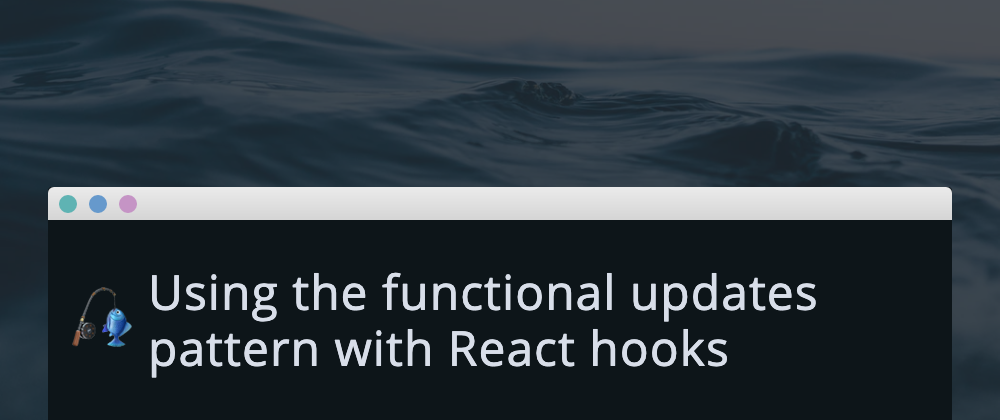 Using the functional updates
pattern with React hooks